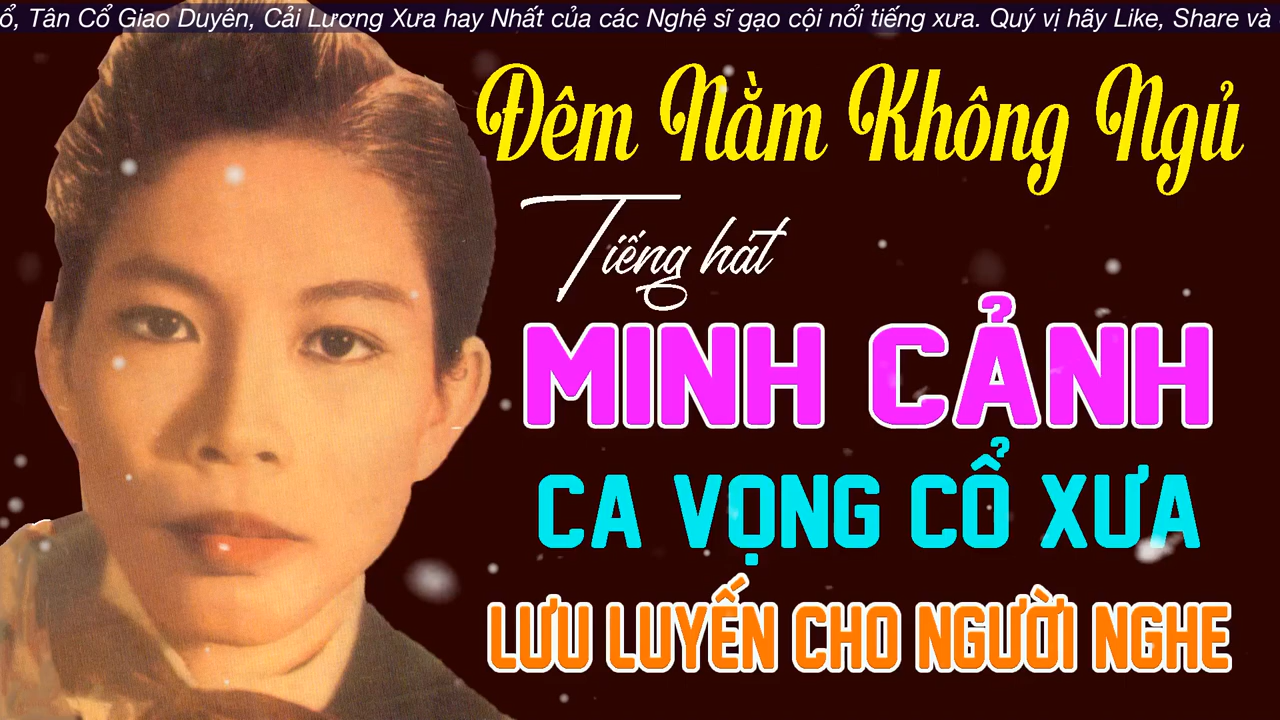 ổ, Tân Cổ Giao Duyên, Cải Lương Xưa hay Nhất của các Nghệ sĩ gạo cội nổi tiếng xưa. Quý vị hãy Like, Share và
Đêm Nằm Không Ngủ
Tiếng hát
MINH CẢNH
CA VỌNG CỔ XƯA
LƯU LUYẾN CHO NGƯỜI NGHE